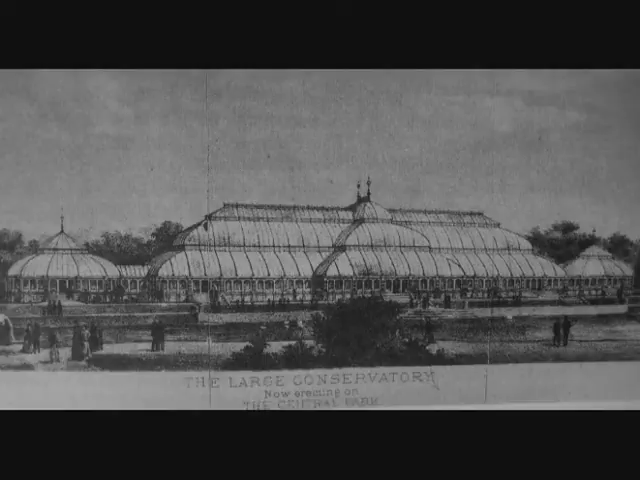 THE LARGE CONSERVATORY
Now erecting on
THE CENTRAL PARK